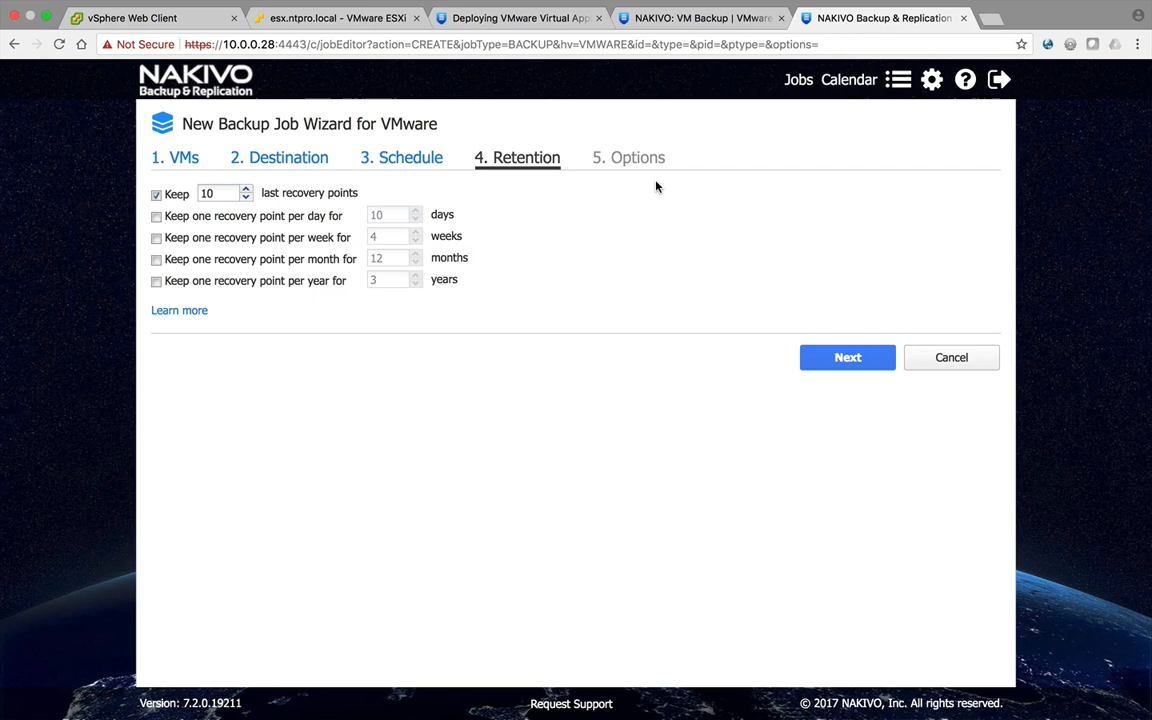 vSphere Web Client
esx.ntpro.local - VMware ESXi
Deploying VMware Virtual App
NAKIVO: VM Backup | VMware
NAKIVO Backup & Replication
Not Secure https://10.0.0.28:4443/c/jobEditor?action=CREATE&jobType=BACKUP&hv=VMWARE&id=&type=&pid=&ptype=&options=
NAKIVO
Backup & Replication
Jobs Calendar
New Backup Job Wizard for VMware
1. VMs 2. Destination 3. Schedule 4. Retention 5. Options
Keep 10 last recovery points
Keep one recovery point per day for 10 days
Keep one recovery point per week for 4 weeks
Keep one recovery point per month for 12 months
Keep one recovery point per year for 3 years
Learn more
Next Cancel
Version: 7.2.0.19211 Request Support © 2017 NAKIVO, Inc. All rights reserved.